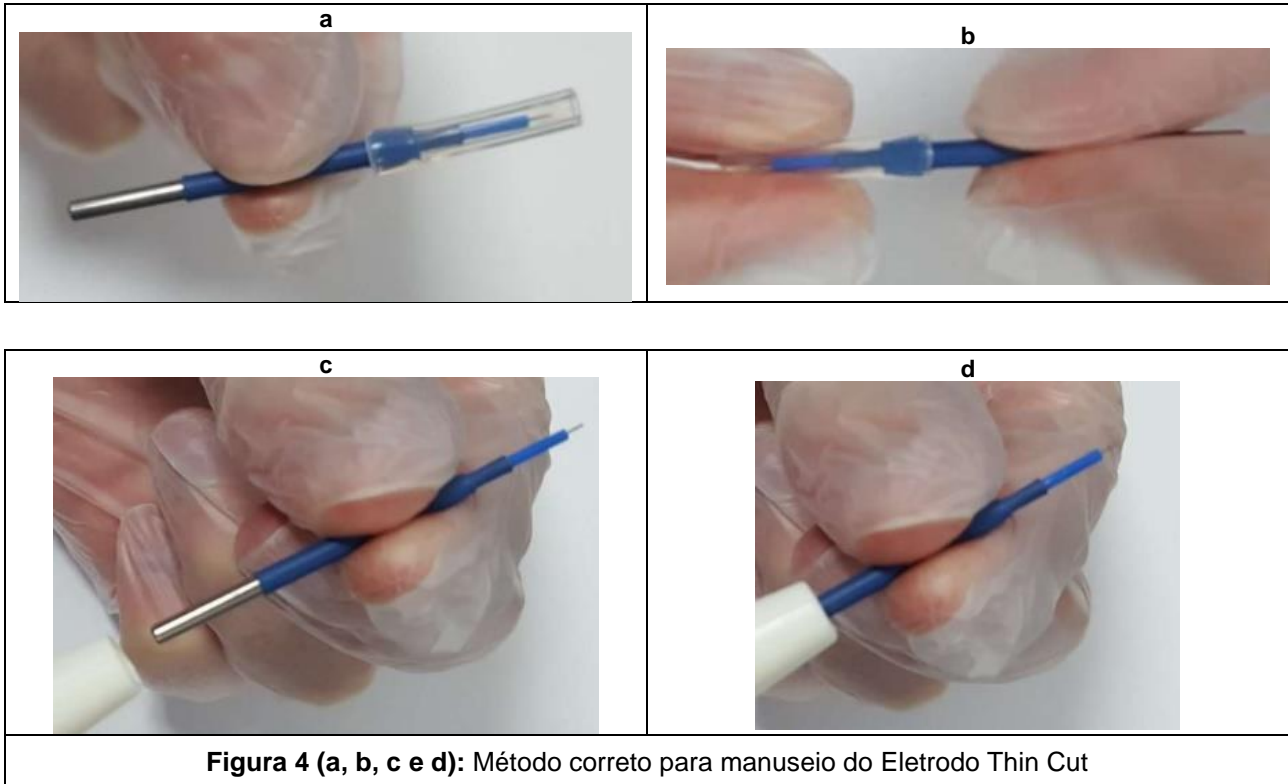 a
b
c
d
Figura 4 (a, b, c e d): Método correto para manuseio do Eletrodo Thin Cut